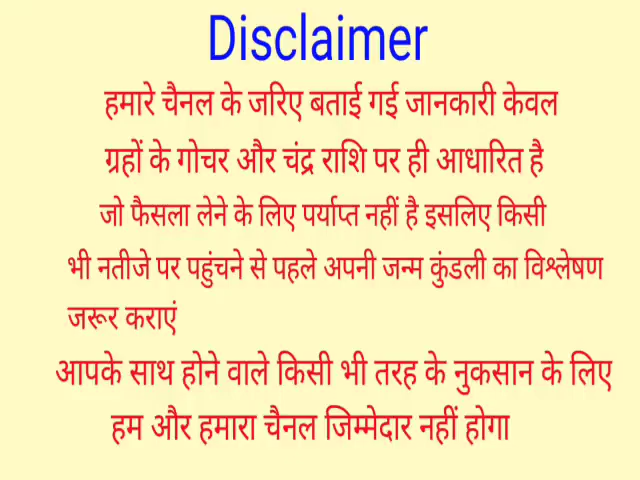 Disclaimer
हमारे चैनल के जरिए बताई गई जानकारी केवल
ग्रहों के गोचर और चंद्र राशि पर ही आधारित है
जो फैसला लेने के लिए पर्याप्त नहीं है इसलिए किसी
भी नतीजे पर पहुंचने से पहले अपनी जन्म कुंडली का विश्लेषण
जरूर कराएं
आपके साथ होने वाले किसी भी तरह के नुकसान के लिए
हम और हमारा चैनल जिम्मेदार नहीं होगा